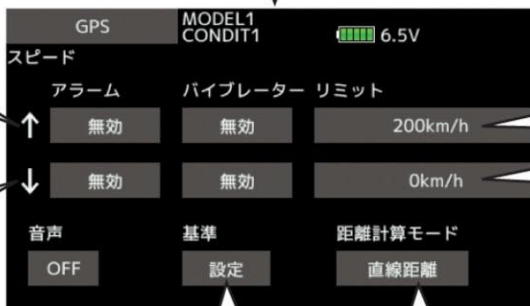 GPS
MODEL1
CONDIT1
6.5V
スピード
アラーム バイブレーター リミット
↑ 無効 無効 200km/h
↓ 無効 無効 0km/h
音声 基準 距離計算モード
OFF 設定 直線距離